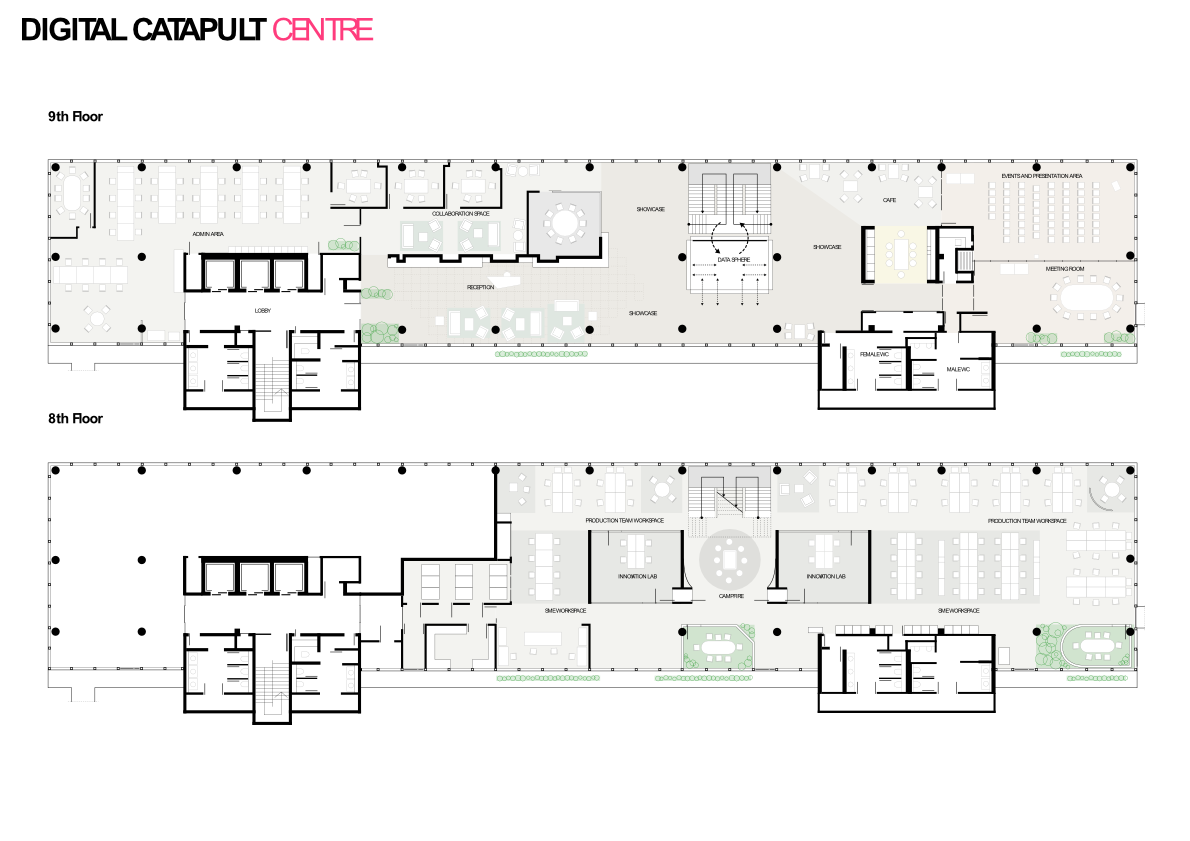 DIGITAL CATAPULT CENTRE
9th Floor
EVENTS AND PRESENTATION AREA
CAFE
SHOWCASE
COLLABORATION SPACE
ADMIN AREA
SHOWCASE
DATA SPHERE
MEETING ROOM
RECEPTION
LOBBY
SHOWCASE
FEMALE WC
MALE WC
8th Floor
PRODUCTION TEAM WORKSPACE
PRODUCTION TEAM WORKSPACE
INNOVATION LAB
INNOVATION LAB
CAMPFIRE
SME WORKSPACE
SME WORKSPACE